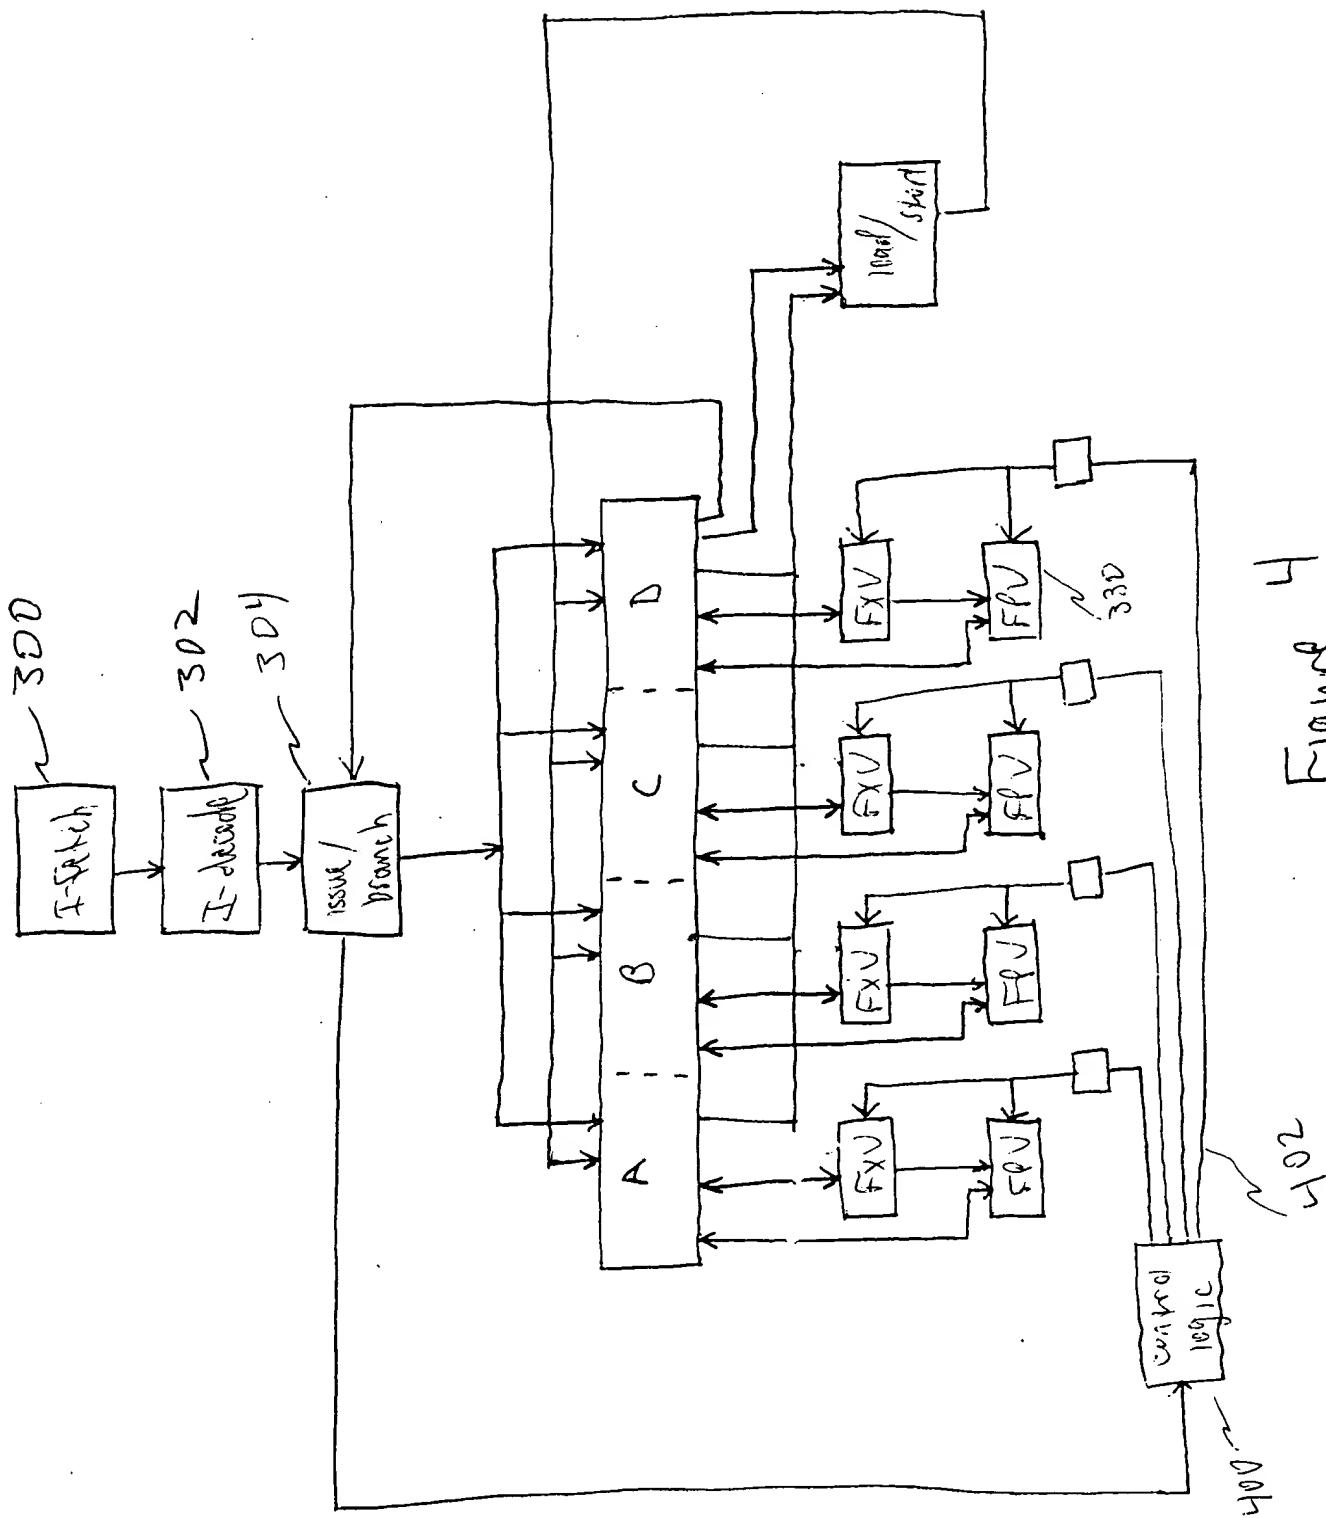 300
I-fetch
302
I-decode
304
issue/
branch
A
B
C
D
load/
store
FXU
FPU
FXU
FPU
FXU
FPU
FXU
FPU
330
control
logic
400
402
Figure 4